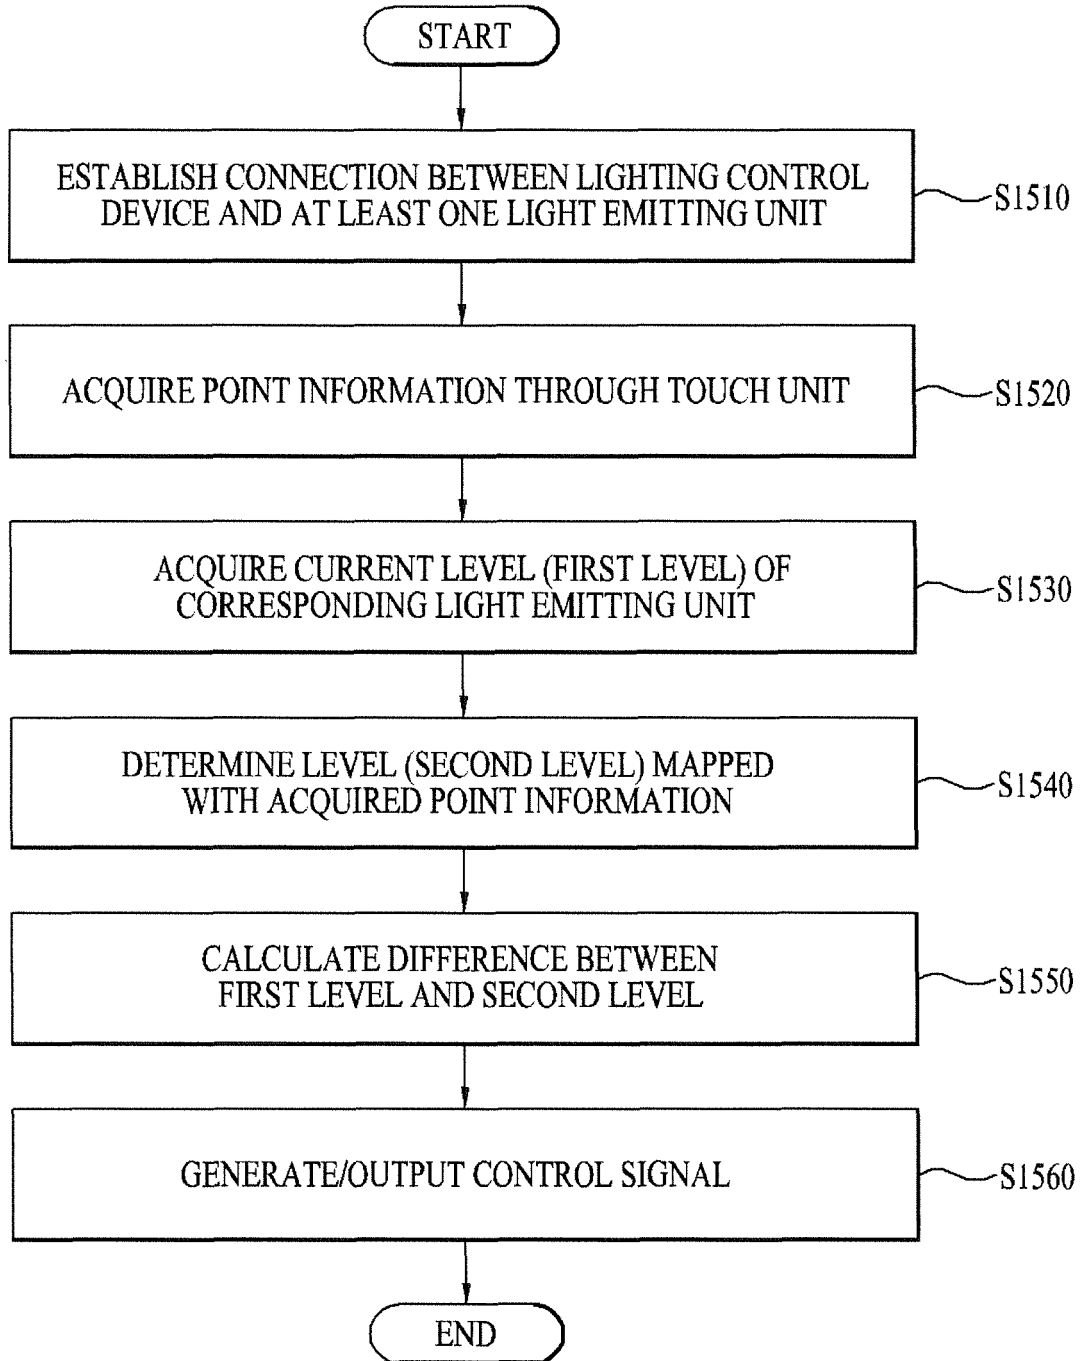 START
ESTABLISH CONNECTION BETWEEN LIGHTING CONTROL
DEVICE AND AT LEAST ONE LIGHT EMITTING UNIT
S1510
ACQUIRE POINT INFORMATION THROUGH TOUCH UNIT
S1520
ACQUIRE CURRENT LEVEL (FIRST LEVEL) OF
CORRESPONDING LIGHT EMITTING UNIT
S1530
DETERMINE LEVEL (SECOND LEVEL) MAPPED
WITH ACQUIRED POINT INFORMATION
S1540
CALCULATE DIFFERENCE BETWEEN
FIRST LEVEL AND SECOND LEVEL
S1550
GENERATE/OUTPUT CONTROL SIGNAL
S1560
END